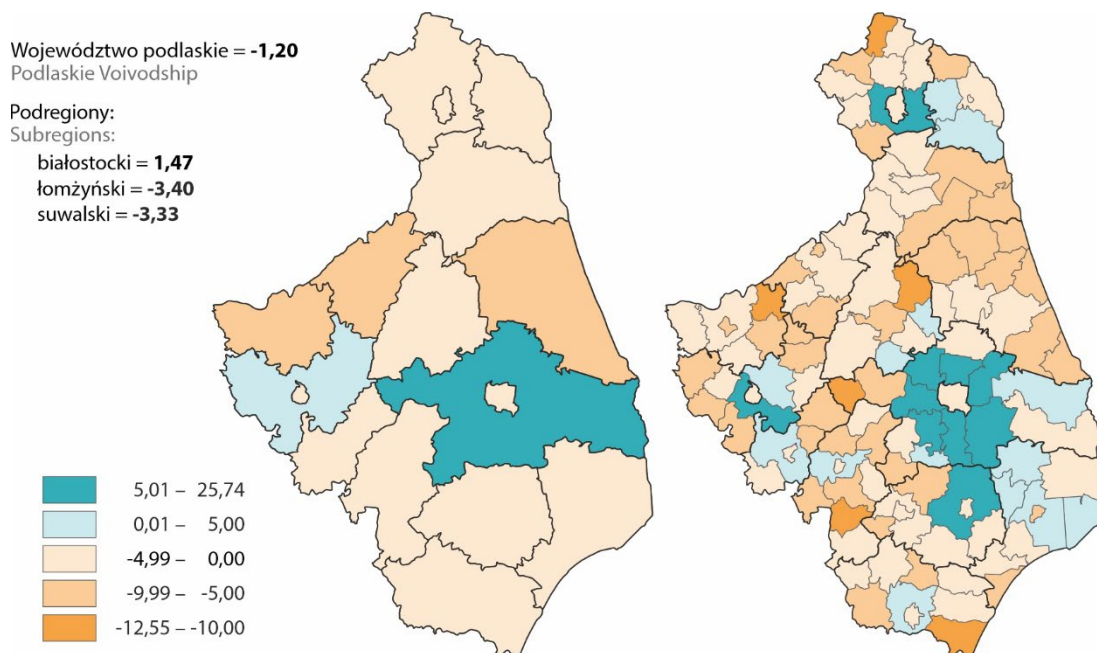 Województwo podlaskie = -1,20
Podlaskie Voivodship
Podregiony:
Subregions:
białostocki = 1,47
łomżyński = -3,40
suwalski = -3,33
5,01 – 25,74
0,01 – 5,00
-4,99 – 0,00
-9,99 – -5,00
-12,55 – -10,00